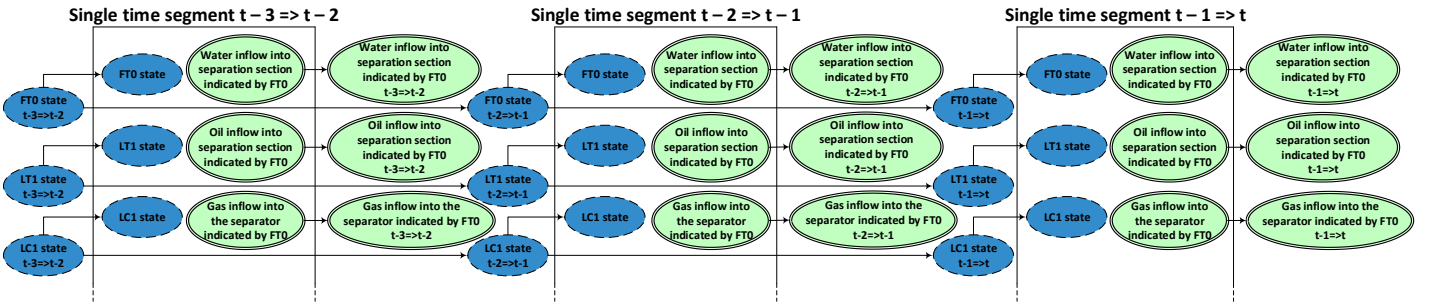 Single time segment t – 3 => t – 2
FT0 state
t-3=>t-2
FT0 state
Water inflow into
separation section
indicated by FT0
Water inflow into
separation section
indicated by FT0
t-3=>t-2
LT1 state
t-3=>t-2
LT1 state
Oil inflow into
separation section
indicated by FT0
Oil inflow into
separation section
indicated by FT0
t-3=>t-2
LC1 state
t-3=>t-2
LC1 state
Gas inflow into
the separator
indicated by FT0
Gas inflow into the
separator indicated by FT0
t-3=>t-2
Single time segment t – 2 => t – 1
FT0 state
t-2=>t-1
FT0 state
Water inflow into
separation section
indicated by FT0
Water inflow into
separation section
indicated by FT0
t-2=>t-1
LT1 state
t-2=>t-1
LT1 state
Oil inflow into
separation section
indicated by FT0
Oil inflow into
separation section
indicated by FT0
t-2=>t-1
LC1 state
t-2=>t-1
LC1 state
Gas inflow into
the separator
indicated by FT0
Gas inflow into the
separator indicated by FT0
t-2=>t-1
Single time segment t – 1 => t
FT0 state
t-1=>t
FT0 state
Water inflow into
separation section
indicated by FT0
Water inflow into
separation section
indicated by FT0
t-1=>t
LT1 state
t-1=>t
LT1 state
Oil inflow into
separation section
indicated by FT0
Oil inflow into
separation section
indicated by FT0
t-1=>t
LC1 state
t-1=>t
LC1 state
Gas inflow into
the separator
indicated by FT0
Gas inflow into the
separator indicated by FT0
t-1=>t